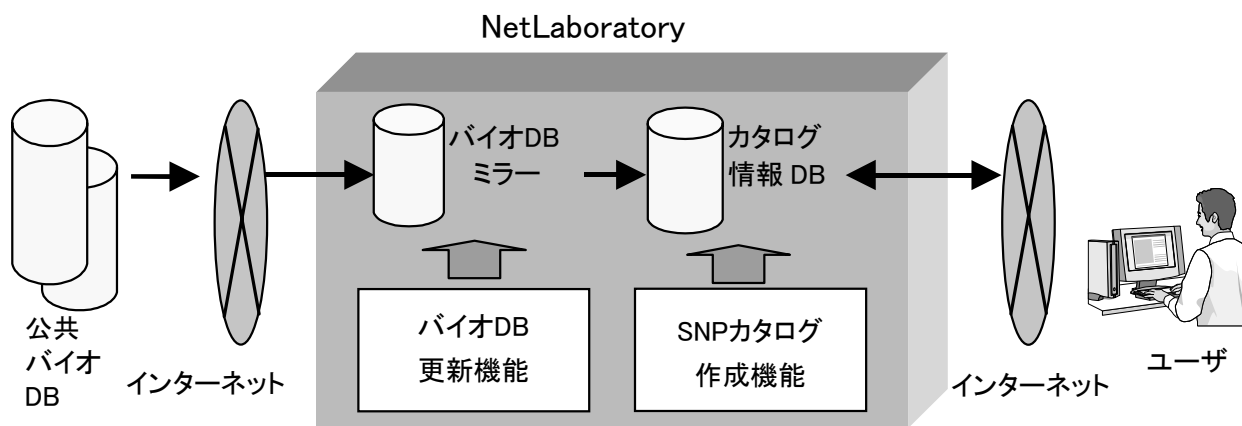 NetLaboratory
公共
バイオ
DB
インターネット
バイオDB
ミラー
カタログ
情報 DB
バイオDB
更新機能
SNPカタログ
作成機能
インターネット
ユーザ